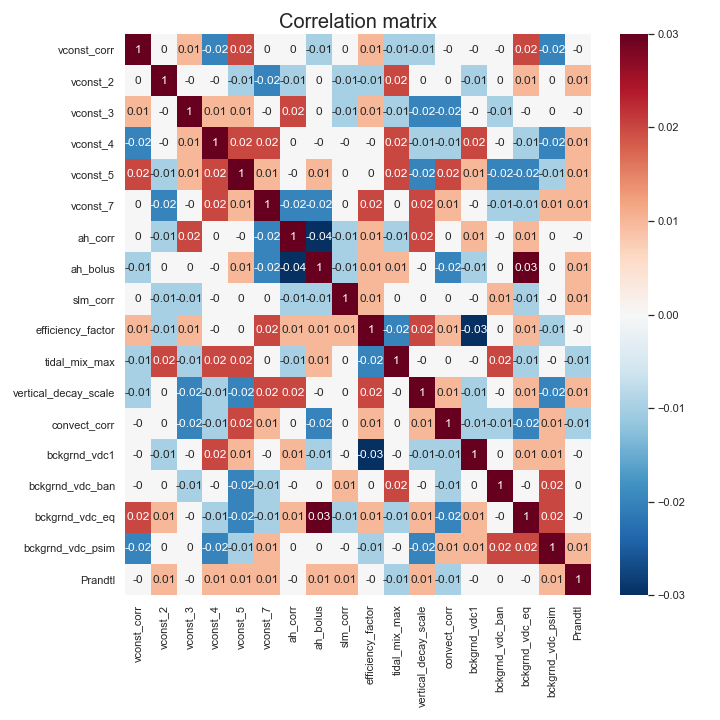 Correlation matrix
vconst_corr 1 0 0.01 -0.02 0.02 0 0 -0.01 0 0.01 -0.01 -0.01 -0 -0 -0 0.02 -0.02 -0
vconst_2 0 1 -0 -0 -0.01 -0.02 -0.01 0 -0.01 -0.01 0.02 0 0 -0.01 0 0.01 0 0.01
vconst_3 0.01 -0 1 0.01 0.01 -0 0.02 0 -0.01 0.01 -0.01 -0.02 -0.02 -0 -0.01 -0 0 -0
vconst_4 -0.02 -0 0.01 1 0.02 0.02 0 -0 -0 -0 0.02 -0.01 -0.01 0.02 -0 -0.01 -0.02 0.01
vconst_5 0.02 -0.01 0.01 0.02 1 0.01 -0 0.01 0 0 0.02 -0.02 0.02 0.01 -0.02 -0.02 -0.01 0.01
vconst_7 0 -0.02 -0 0.02 0.01 1 -0.02 -0.02 0 0.02 0 0.02 0 -0 -0.01 -0.01 0.01 0.01
ah_corr 0 -0.01 0.02 0 -0 -0.02 1 -0.04 -0.01 0.01 -0.01 0.02 0 0.01 -0 0.01 0 -0
ah_bolus -0.01 0 0 -0 0.01 -0.02 -0.04 1 -0.01 0.01 0.01 -0 -0.02 -0.01 0 0.03 0 0.01
slm_corr 0 -0.01 -0.01 -0 0 0 -0.01 -0.01 1 0.01 0 0 0 -0 0.01 -0.01 -0 0.01
efficiency_factor 0.01 -0.01 0.01 -0 0 0.02 0.01 0.01 0.01 1 -0.02 0.02 0.01 -0.03 0 0.01 -0.01 -0
tidal_mix_max -0.01 0.02 -0.01 0.02 0.02 0 -0.01 0.01 0 -0.02 1 -0 0 -0 0.02 -0.01 0 -0.01
vertical_decay_scale -0.01 0 -0.02 -0.01 -0.02 0.02 0.02 -0 0 0.02 -0 1 0.01 -0.01 -0 0.01 -0.02 0.01
convect_corr -0 0 -0.02 -0.01 0.02 0 0 -0.02 0 0.01 0 0.01 1 -0.01 -0.01 -0.02 0.01 -0.01
bckgrnd_vdc1 -0 -0.01 -0 0.02 0.01 -0 0.01 -0.01 -0 -0.03 -0 -0.01 -0.01 1 0 0.01 0.01 -0
bckgrnd_vdc_ban -0 0 -0.01 -0 -0.02 -0.01 -0 0 0.01 0 0.02 -0 -0.01 0 1 -0 0.02 0
bckgrnd_vdc_eq 0.02 0.01 -0 -0.01 -0.02 -0.01 0.01 0.03 -0.01 0.01 -0.01 0.01 -0.02 0.01 -0 1 0.02 -0
bckgrnd_vdc_psim -0.02 0 0 -0.02 -0.01 0.01 0 0 -0 -0.01 0 -0.02 0.01 0.01 0.02 0.02 1 0.01
Prandtl -0 0.01 -0 0.01 0.01 0.01 -0 0.01 0.01 -0 -0.01 0.01 -0.01 -0 0 -0 0.01 1
vconst_corr vconst_2 vconst_3 vconst_4 vconst_5 vconst_7 ah_corr ah_bolus slm_corr efficiency_factor tidal_mix_max vertical_decay_scale convect_corr bckgrnd_vdc1 bckgrnd_vdc_ban bckgrnd_vdc_eq bckgrnd_vdc_psim Prandtl
0.03
0.02
0.01
0.00
−0.01
−0.02
−0.03